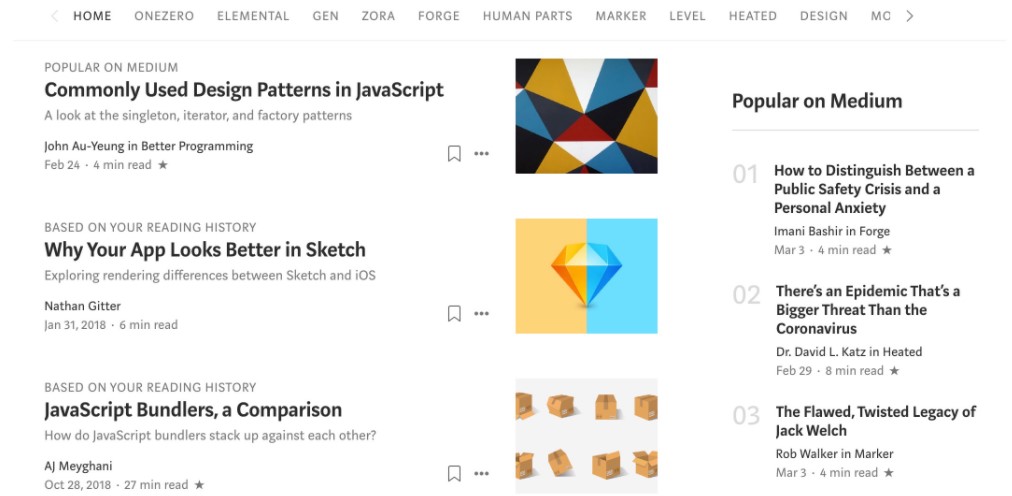 HOME ONEZERO ELEMENTAL GEN ZORA FORGE HUMAN PARTS MARKER LEVEL HEATED DESIGN MO
POPULAR ON MEDIUM
Commonly Used Design Patterns in JavaScript
A look at the singleton, iterator, and factory patterns
John Au-Yeung in Better Programming
Feb 24 · 4 min read ★
BASED ON YOUR READING HISTORY
Why Your App Looks Better in Sketch
Exploring rendering differences between Sketch and iOS
Nathan Gitter
Jan 31, 2018 · 6 min read
BASED ON YOUR READING HISTORY
JavaScript Bundlers, a Comparison
How do JavaScript bundlers stack up against each other?
AJ Meyghani
Oct 28, 2018 · 27 min read ★
Popular on Medium
01
How to Distinguish Between a
Public Safety Crisis and a
Personal Anxiety
Imani Bashir in Forge
Mar 3 · 4 min read ★
02
There's an Epidemic That's a
Bigger Threat Than the
Coronavirus
Dr. David L. Katz in Heated
Feb 29 · 8 min read ★
03
The Flawed, Twisted Legacy of
Jack Welch
Rob Walker in Marker
Mar 3 · 4 min read ★